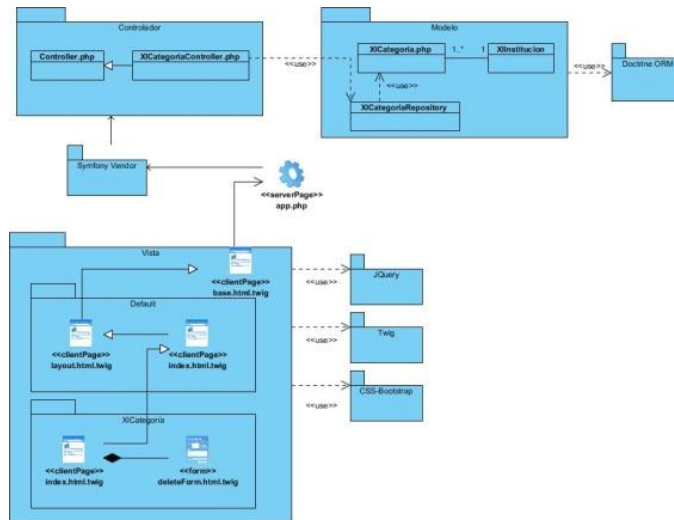 Controlador
Controller.php
XlCategoriaController.php
<<use>>
Modelo
XlCategoria.php
1..*
1
XlInstitucion
<<use>>
XlCategoriaRepository
<<use>>
Doctrine ORM
Symfony Vendor
<<serverPage>>
app.php
Vista
<<clientPage>>
base.html.twig
Default
<<clientPage>>
layout.html.twig
<<clientPage>>
index.html.twig
XlCategoría
<<clientPage>>
index.html.twig
<<form>>
deleteForm.html.twig
<<use>>
JQuery
<<use>>
Twig
<<use>>
CSS-Bootstrap